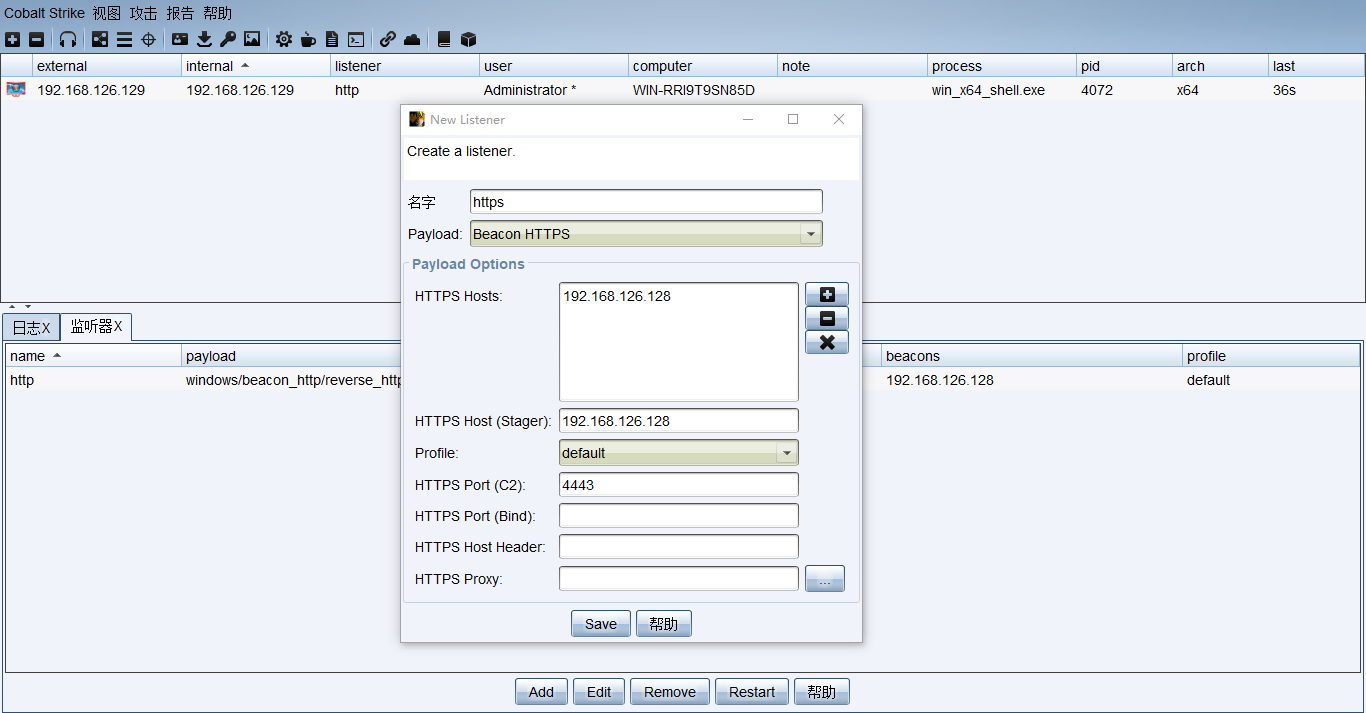 Cobalt Strike 视图 攻击 报告 帮助
external internal listener user computer note process pid arch last
192.168.126.129 192.168.126.129 http Administrator * WIN-RRI9T9SN85D win_x64_shell.exe 4072 x64 36s
New Listener
Create a listener.
名字 https
Payload: Beacon HTTPS
Payload Options
HTTPS Hosts: 192.168.126.128
HTTPS Host (Stager): 192.168.126.128
Profile: default
HTTPS Port (C2): 4443
HTTPS Port (Bind):
HTTPS Host Header:
HTTPS Proxy: ...
Save 帮助
日志X 监听器X
name payload beacons profile
http windows/beacon_http/reverse_http 192.168.126.128 default
Add Edit Remove Restart 帮助